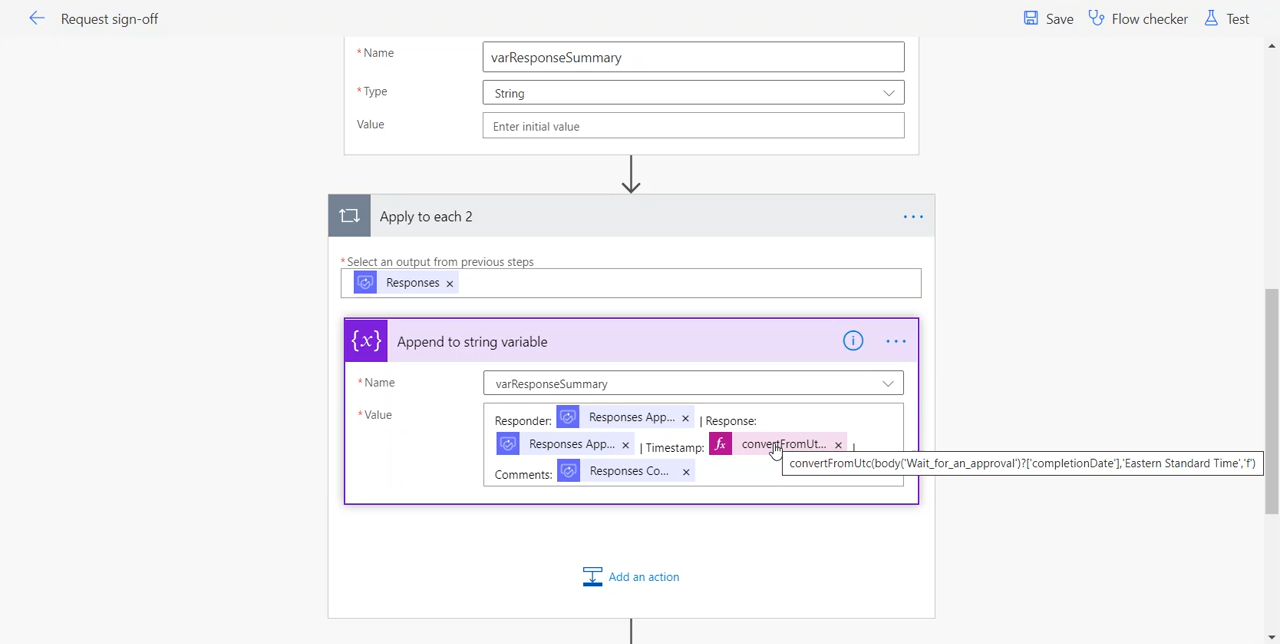 Request sign-off
Save
Flow checker
Test
*Name
varResponseSummary
*Type
String
Value
Enter initial value
Apply to each 2
...
*Select an output from previous steps
Responses ×
{x} Append to string variable
...
*Name
varResponseSummary
*Value
Responder: Responses App... × | Response:
Responses App... × | Timestamp: fx convertFromUt... × |
convertFromUtc(body('Wait_for_an_approval')?['completionDate'],'Eastern Standard Time','f')
Comments: Responses Co... ×
Add an action